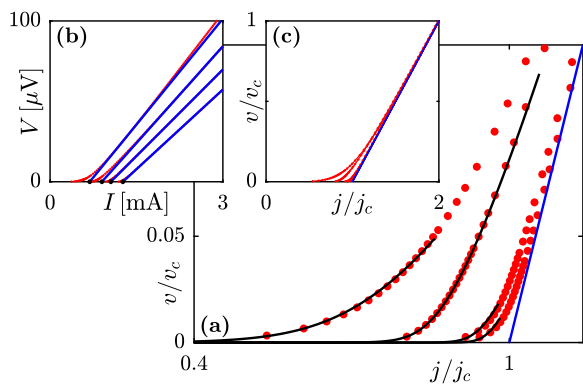 100
(b)
V [μV]
0
0
I [mA]
3
1
(c)
v/v_c
0
0
j/j_c
2
0.05
v/v_c
(a)
0
0.4
j/j_c
1